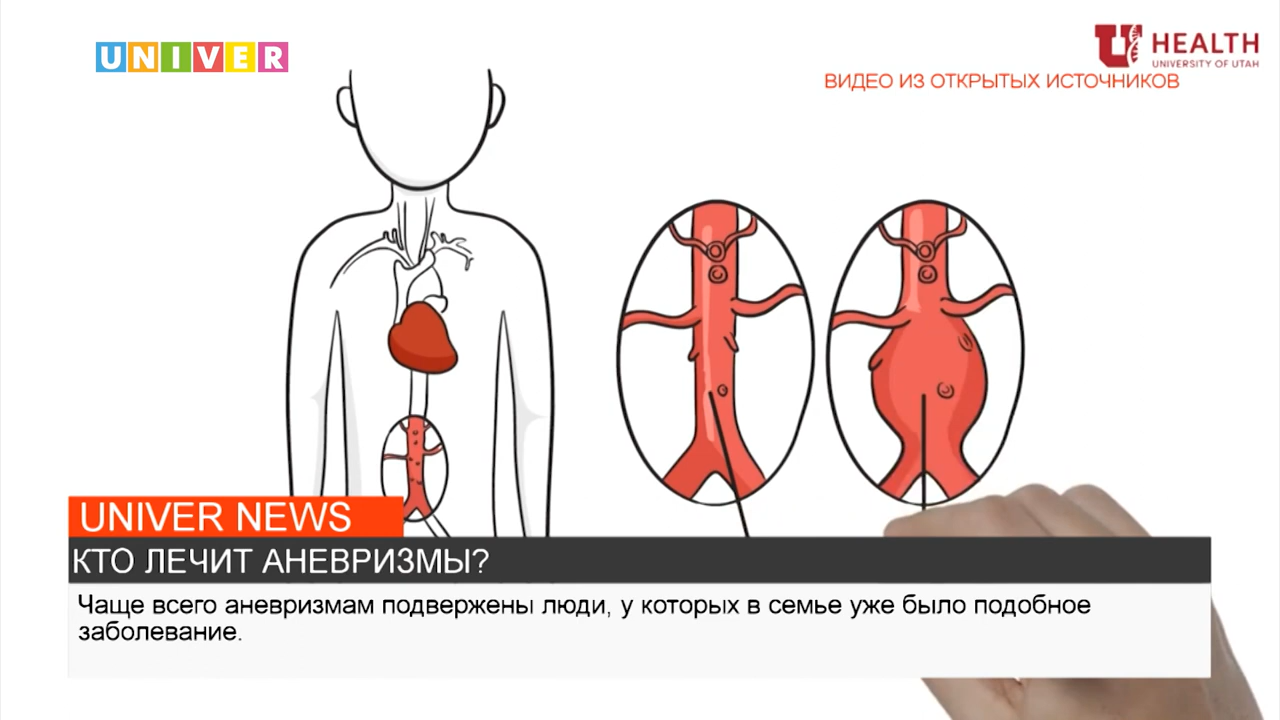 UNIVER
U HEALTH
UNIVERSITY OF UTAH
ВИДЕО ИЗ ОТКРЫТЫХ ИСТОЧНИКОВ
UNIVER NEWS
КТО ЛЕЧИТ АНЕВРИЗМЫ?
Чаще всего аневризмам подвержены люди, у которых в семье уже было подобное
заболевание.